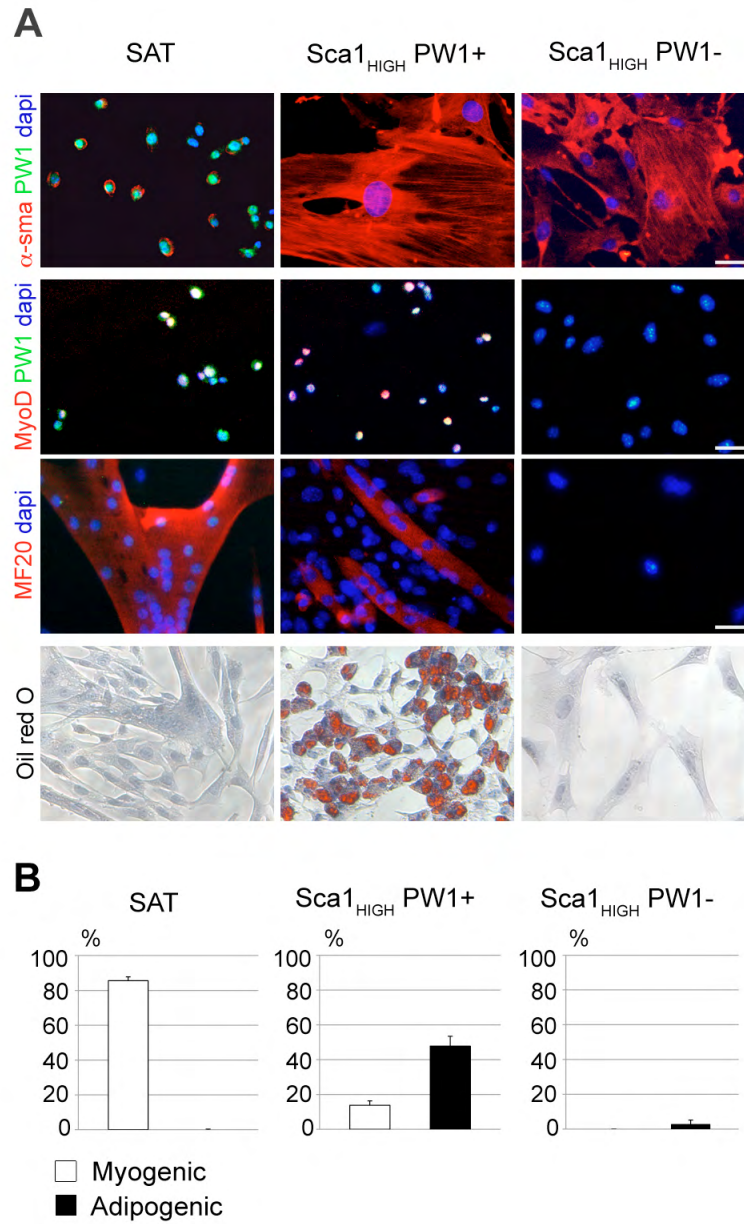 A
SAT Sca1HIGH PW1+ Sca1HIGH PW1-
α-sma PW1 dapi
MyoD PW1 dapi
MF20 dapi
Oil red O
B
SAT Sca1HIGH PW1+ Sca1HIGH PW1-
% % %
100 100 100
80 80 80
60 60 60
40 40 40
20 20 20
0 0 0
Myogenic
Adipogenic